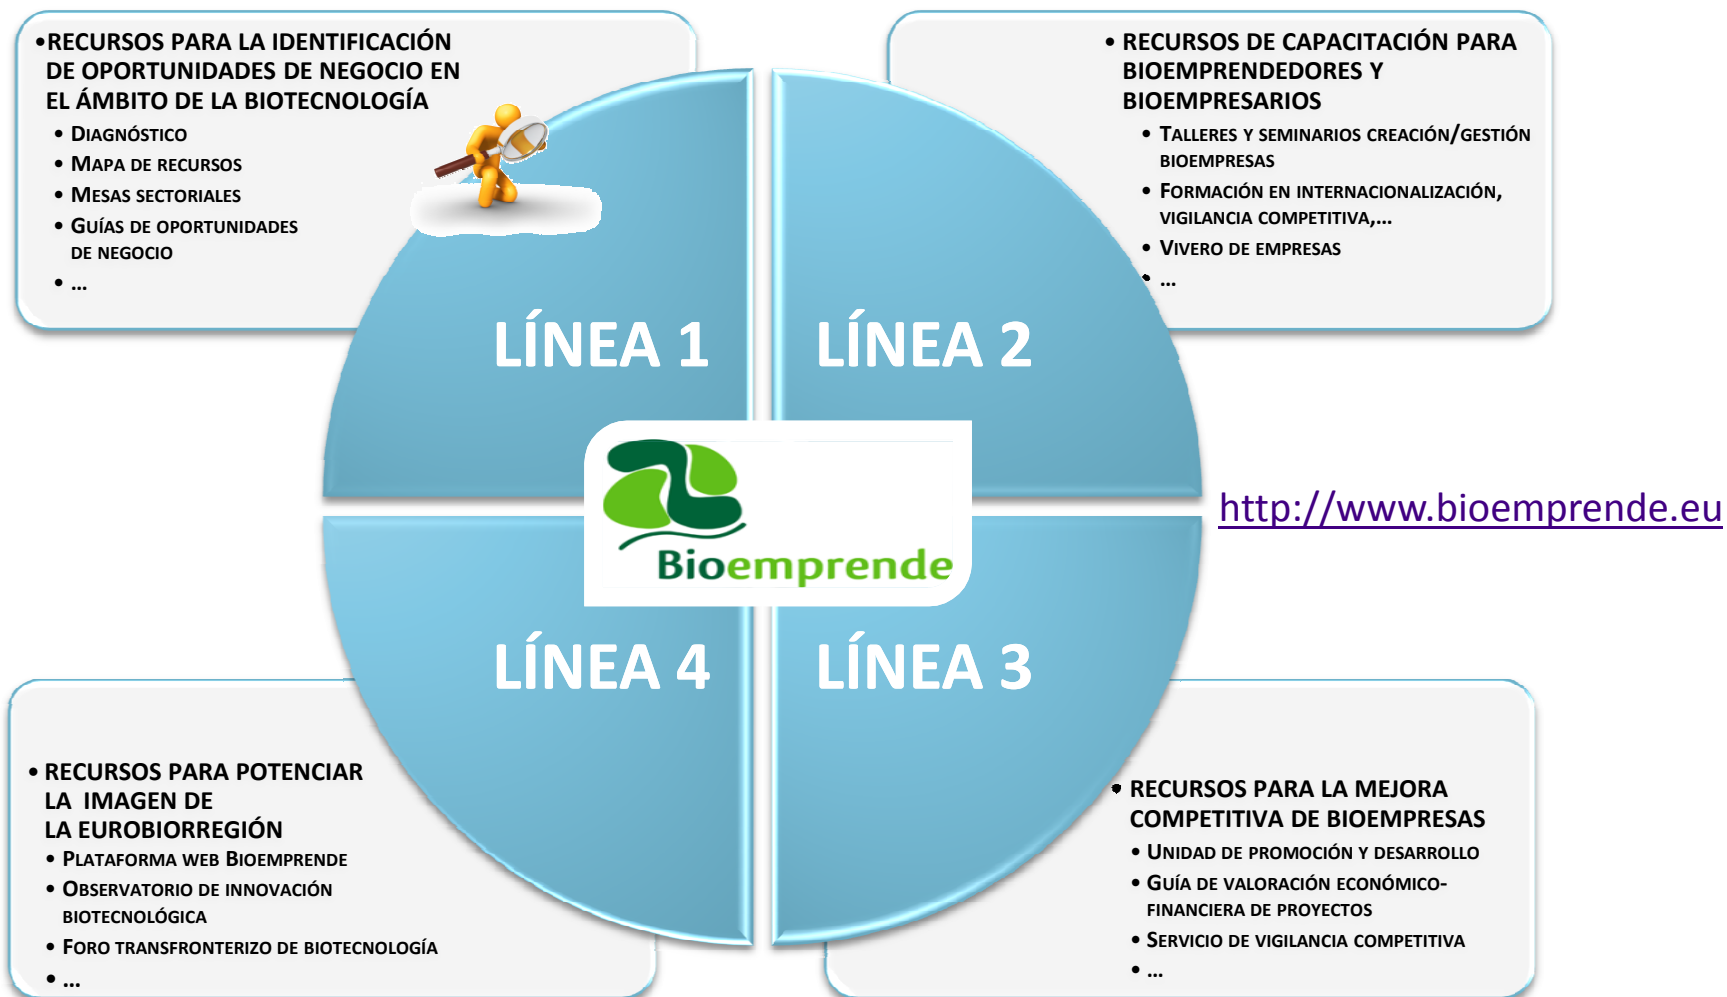 •RECURSOS PARA LA IDENTIFICACIÓN
DE OPORTUNIDADES DE NEGOCIO EN
EL ÁMBITO DE LA BIOTECNOLOGÍA
• DIAGNÓSTICO
• MAPA DE RECURSOS
• MESAS SECTORIALES
• GUÍAS DE OPORTUNIDADES
DE NEGOCIO
• ...
• RECURSOS DE CAPACITACIÓN PARA
BIOEMPRENDEDORES Y
BIOEMPRESARIOS
• TALLERES Y SEMINARIOS CREACIÓN/GESTIÓN
BIOEMPRESAS
• FORMACIÓN EN INTERNACIONALIZACIÓN,
VIGILANCIA COMPETITIVA,...
• VIVERO DE EMPRESAS
• ...
LÍNEA 1
LÍNEA 2
Bioemprende
http://www.bioemprende.eu
LÍNEA 4
LÍNEA 3
• RECURSOS PARA POTENCIAR
LA IMAGEN DE
LA EUROBIORREGIÓN
• PLATAFORMA WEB BIOEMPRENDE
• OBSERVATORIO DE INNOVACIÓN
BIOTECNOLÓGICA
• FORO TRANSFRONTERIZO DE BIOTECNOLOGÍA
• ...
• RECURSOS PARA LA MEJORA
COMPETITIVA DE BIOEMPRESAS
• UNIDAD DE PROMOCIÓN Y DESARROLLO
• GUÍA DE VALORACIÓN ECONÓMICO-
FINANCIERA DE PROYECTOS
• SERVICIO DE VIGILANCIA COMPETITIVA
• ...